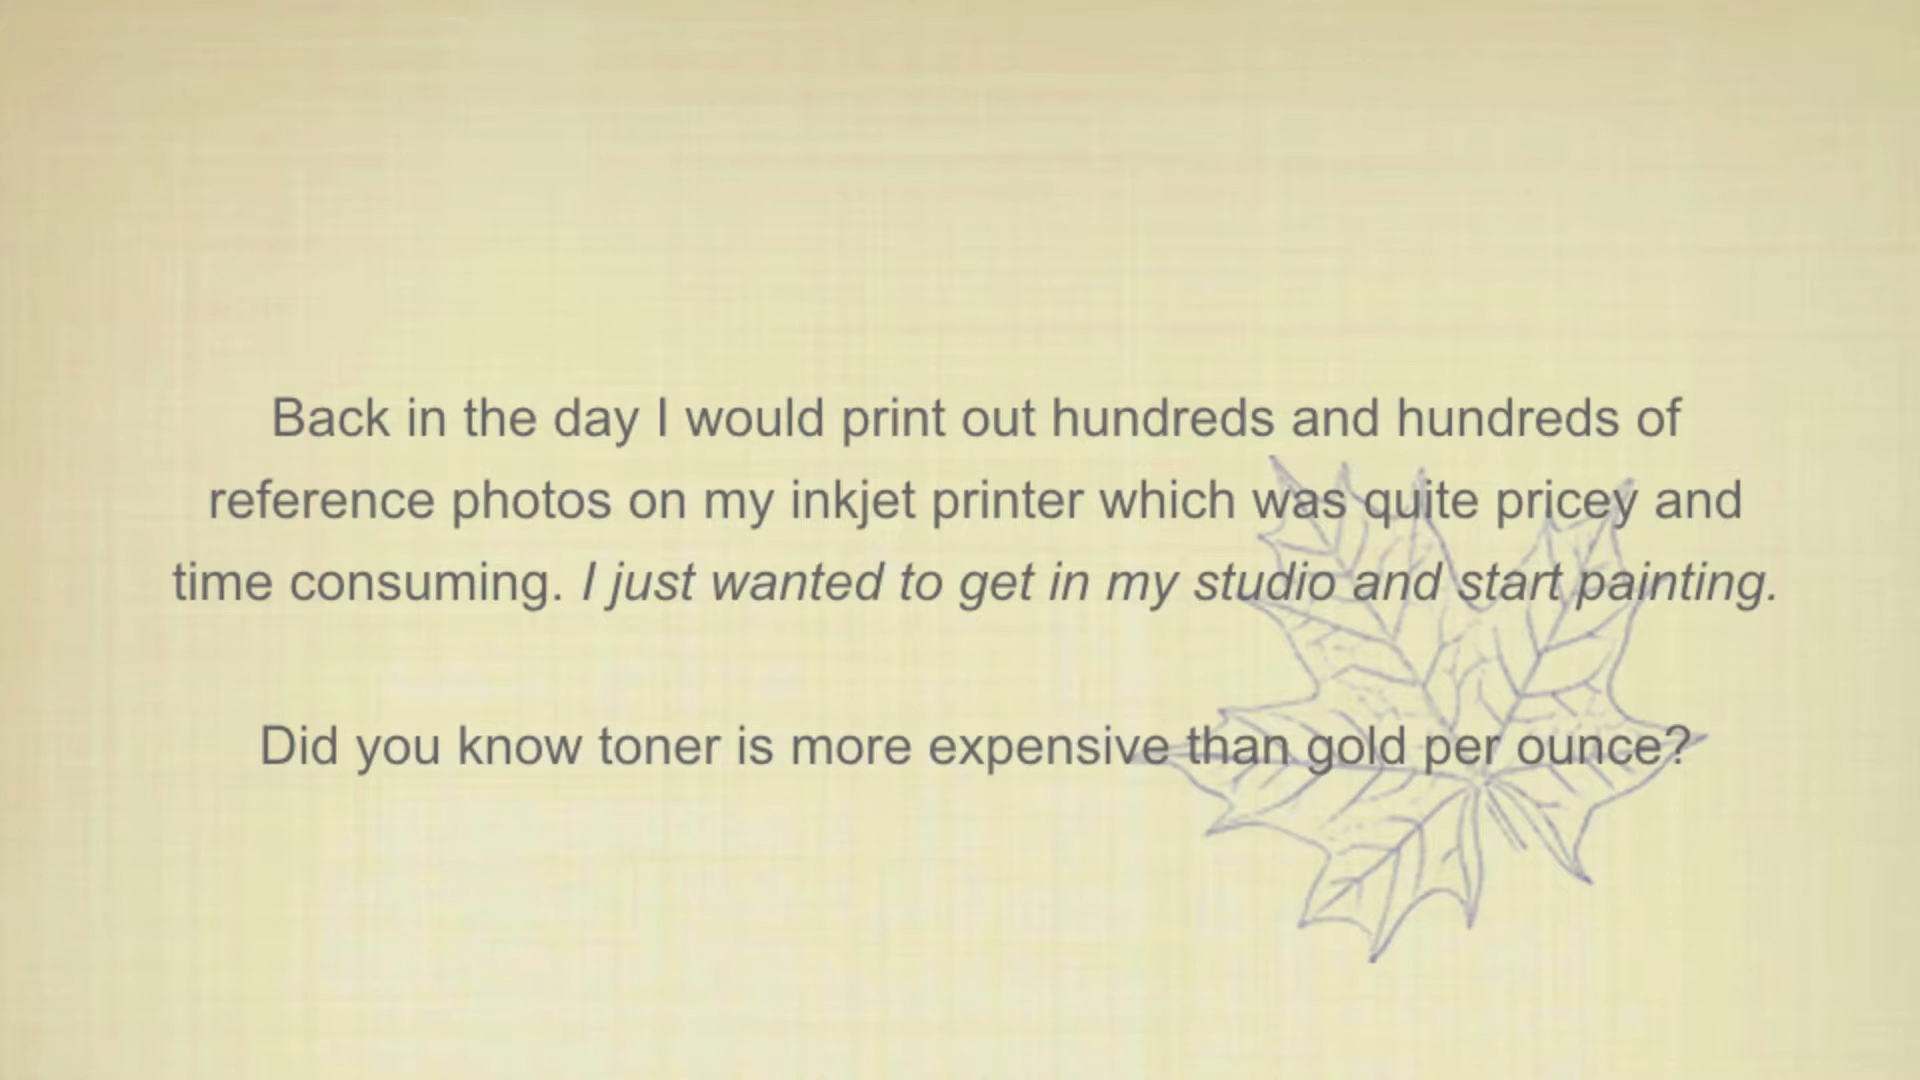 Back in the day I would print out hundreds and hundreds of
reference photos on my inkjet printer which was quite pricey and
time consuming. I just wanted to get in my studio and start painting.
Did you know toner is more expensive than gold per ounce?